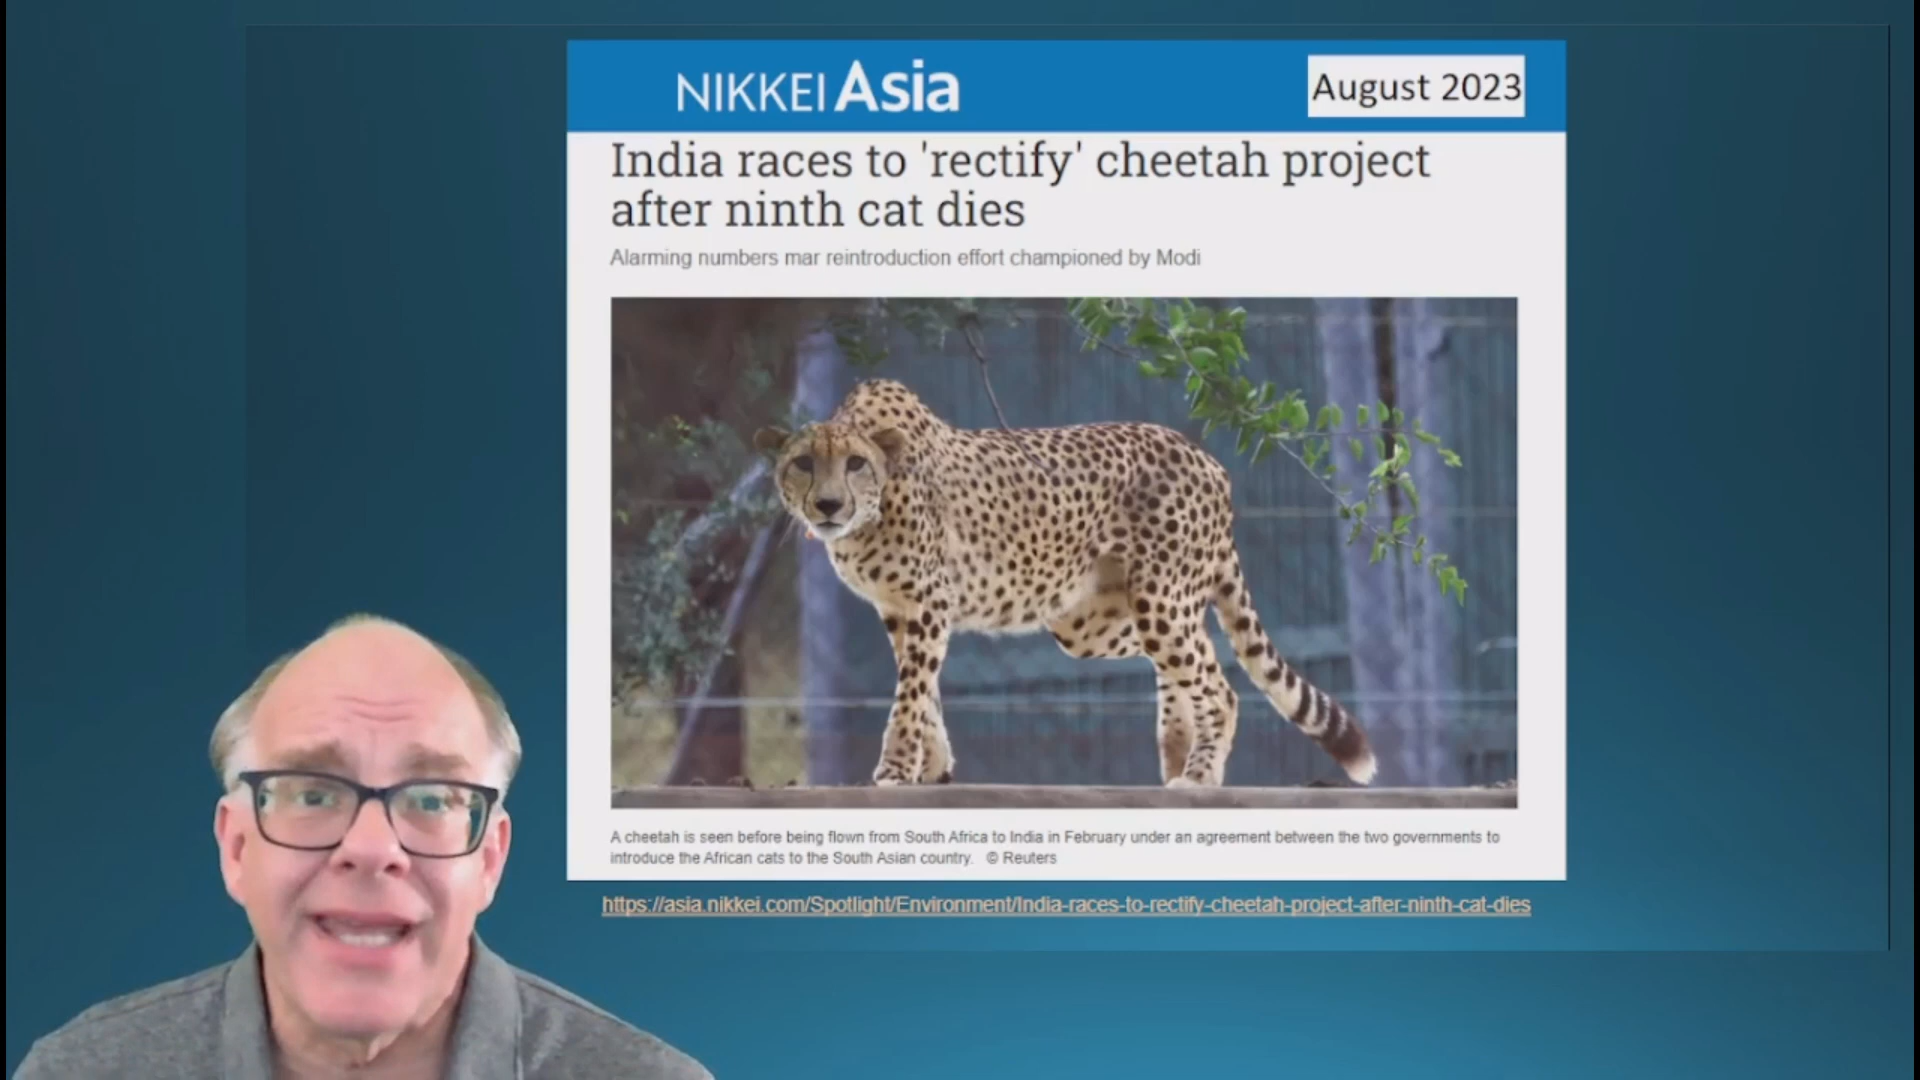 NIKKEI Asia
August 2023
India races to 'rectify' cheetah project
after ninth cat dies
Alarming numbers mar reintroduction effort championed by Modi
A cheetah is seen before being flown from South Africa to India in February under an agreement between the two governments to
introduce the African cats to the South Asian country. © Reuters
https://asia.nikkei.com/Spotlight/Environment/India-races-to-rectify-cheetah-project-after-ninth-cat-dies